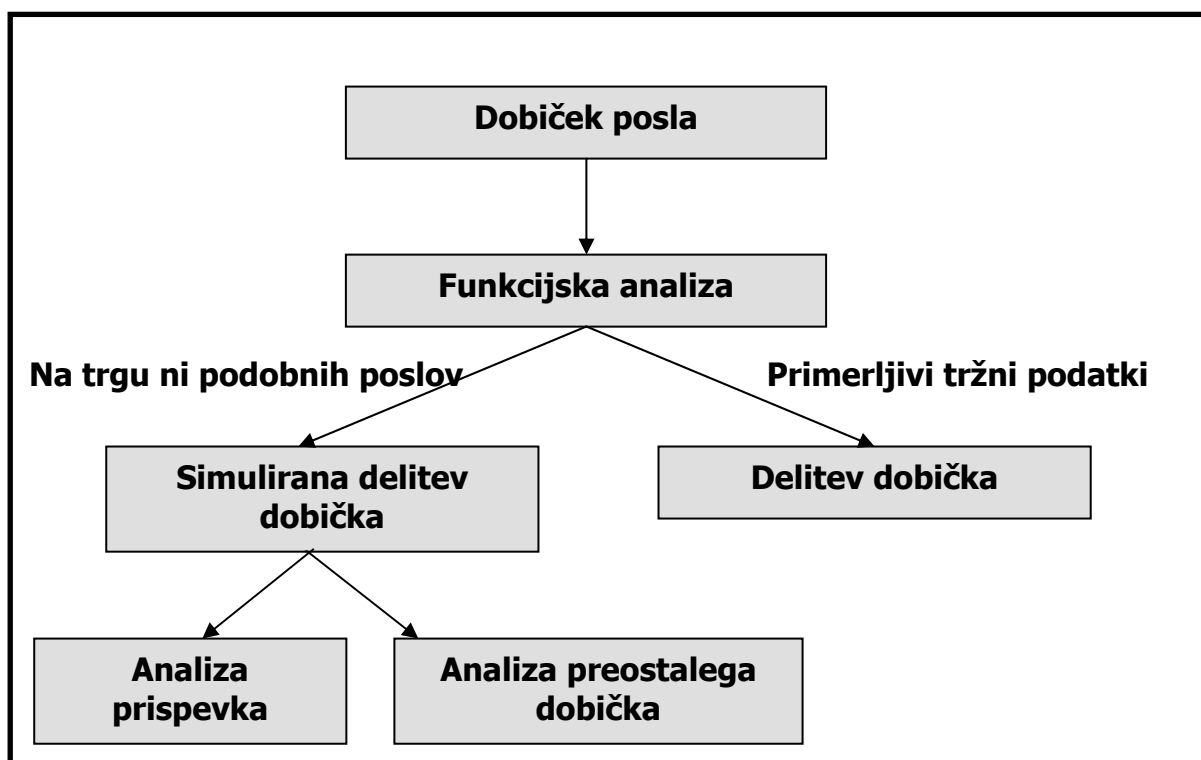 Dobiček posla
Funkcijska analiza
Na trgu ni podobnih poslov
Primerljivi tržni podatki
Simulirana delitev
dobička
Delitev dobička
Analiza
prispevka
Analiza preostalega
dobička